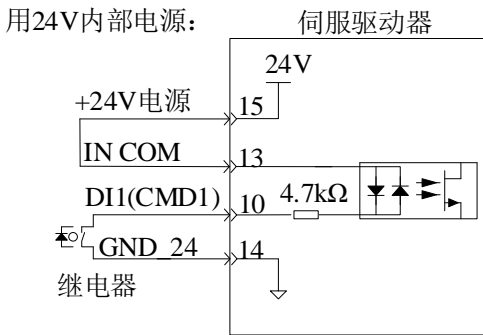 用24V内部电源：
伺服驱动器
24V
+24V电源
15
IN COM
13
DI1(CMD1)
10
4.7kΩ
GND_24
14
继电器